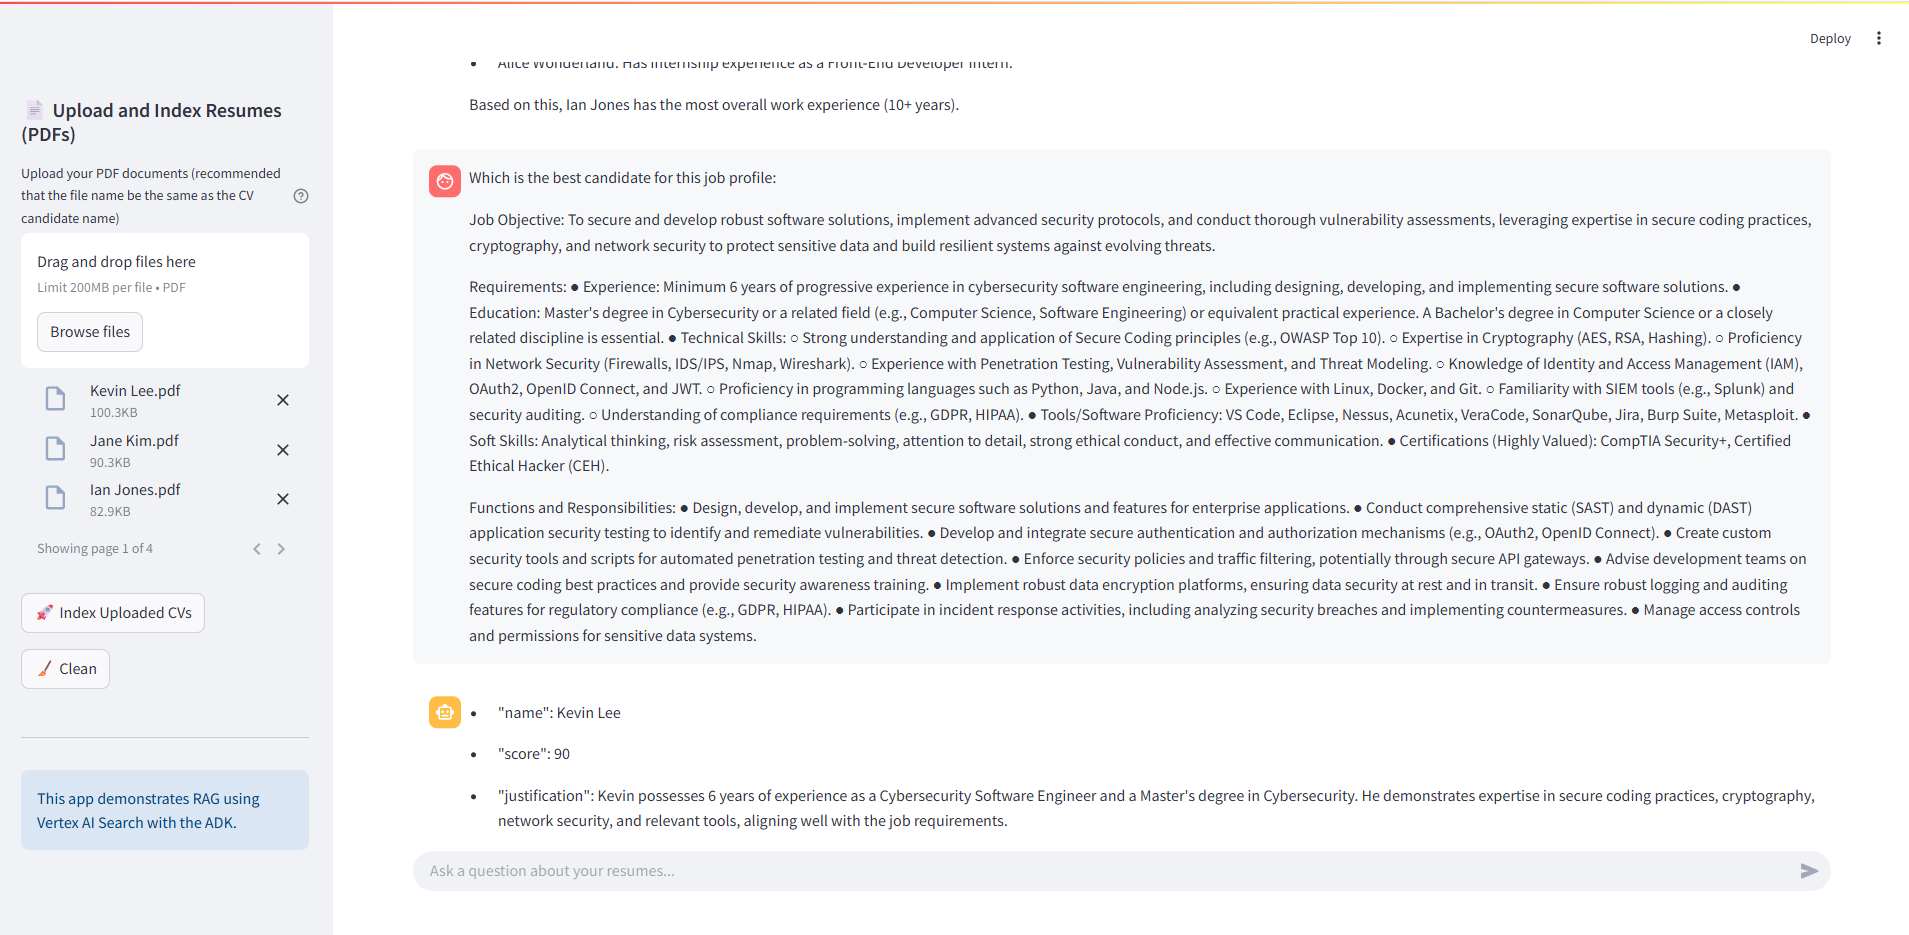 Deploy
Upload and Index Resumes
(PDFs)
Upload your PDF documents (recommended
that the file name be the same as the CV
candidate name)
Drag and drop files here
Limit 200MB per file • PDF
Browse files
Kevin Lee.pdf
100.3KB
Jane Kim.pdf
90.3KB
Ian Jones.pdf
82.9KB
Showing page 1 of 4
Index Uploaded CVs
Clean
This app demonstrates RAG using
Vertex AI Search with the ADK.
• Alice Wonderland: Has internship experience as a Front-End Developer Intern.
Based on this, Ian Jones has the most overall work experience (10+ years).
Which is the best candidate for this job profile:
Job Objective: To secure and develop robust software solutions, implement advanced security protocols, and conduct thorough vulnerability assessments, leveraging expertise in secure coding practices,
cryptography, and network security to protect sensitive data and build resilient systems against evolving threats.
Requirements: ● Experience: Minimum 6 years of progressive experience in cybersecurity software engineering, including designing, developing, and implementing secure software solutions. ●
Education: Master's degree in Cybersecurity or a related field (e.g., Computer Science, Software Engineering) or equivalent practical experience. A Bachelor's degree in Computer Science or a closely
related discipline is essential. ● Technical Skills: ○ Strong understanding and application of Secure Coding principles (e.g., OWASP Top 10). ○ Expertise in Cryptography (AES, RSA, Hashing). ○ Proficiency
in Network Security (Firewalls, IDS/IPS, Nmap, Wireshark). ○ Experience with Penetration Testing, Vulnerability Assessment, and Threat Modeling. ○ Knowledge of Identity and Access Management (IAM),
OAuth2, OpenID Connect, and JWT. ○ Proficiency in programming languages such as Python, Java, and Node.js. ○ Experience with Linux, Docker, and Git. ○ Familiarity with SIEM tools (e.g., Splunk) and
security auditing. ○ Understanding of compliance requirements (e.g., GDPR, HIPAA). ● Tools/Software Proficiency: VS Code, Eclipse, Nessus, Acunetix, VeraCode, SonarQube, Jira, Burp Suite, Metasploit. ●
Soft Skills: Analytical thinking, risk assessment, problem-solving, attention to detail, strong ethical conduct, and effective communication. ● Certifications (Highly Valued): CompTIA Security+, Certified
Ethical Hacker (CEH).
Functions and Responsibilities: ● Design, develop, and implement secure software solutions and features for enterprise applications. ● Conduct comprehensive static (SAST) and dynamic (DAST)
application security testing to identify and remediate vulnerabilities. ● Develop and integrate secure authentication and authorization mechanisms (e.g., OAuth2, OpenID Connect). ● Create custom
security tools and scripts for automated penetration testing and threat detection. ● Enforce security policies and traffic filtering, potentially through secure API gateways. ● Advise development teams on
secure coding best practices and provide security awareness training. ● Implement robust data encryption platforms, ensuring data security at rest and in transit. ● Ensure robust logging and auditing
features for regulatory compliance (e.g., GDPR, HIPAA). ● Participate in incident response activities, including analyzing security breaches and implementing countermeasures. ● Manage access controls
and permissions for sensitive data systems.
• "name": Kevin Lee
• "score": 90
• "justification": Kevin possesses 6 years of experience as a Cybersecurity Software Engineer and a Master's degree in Cybersecurity. He demonstrates expertise in secure coding practices, cryptography,
network security, and relevant tools, aligning well with the job requirements.
Ask a question about your resumes...